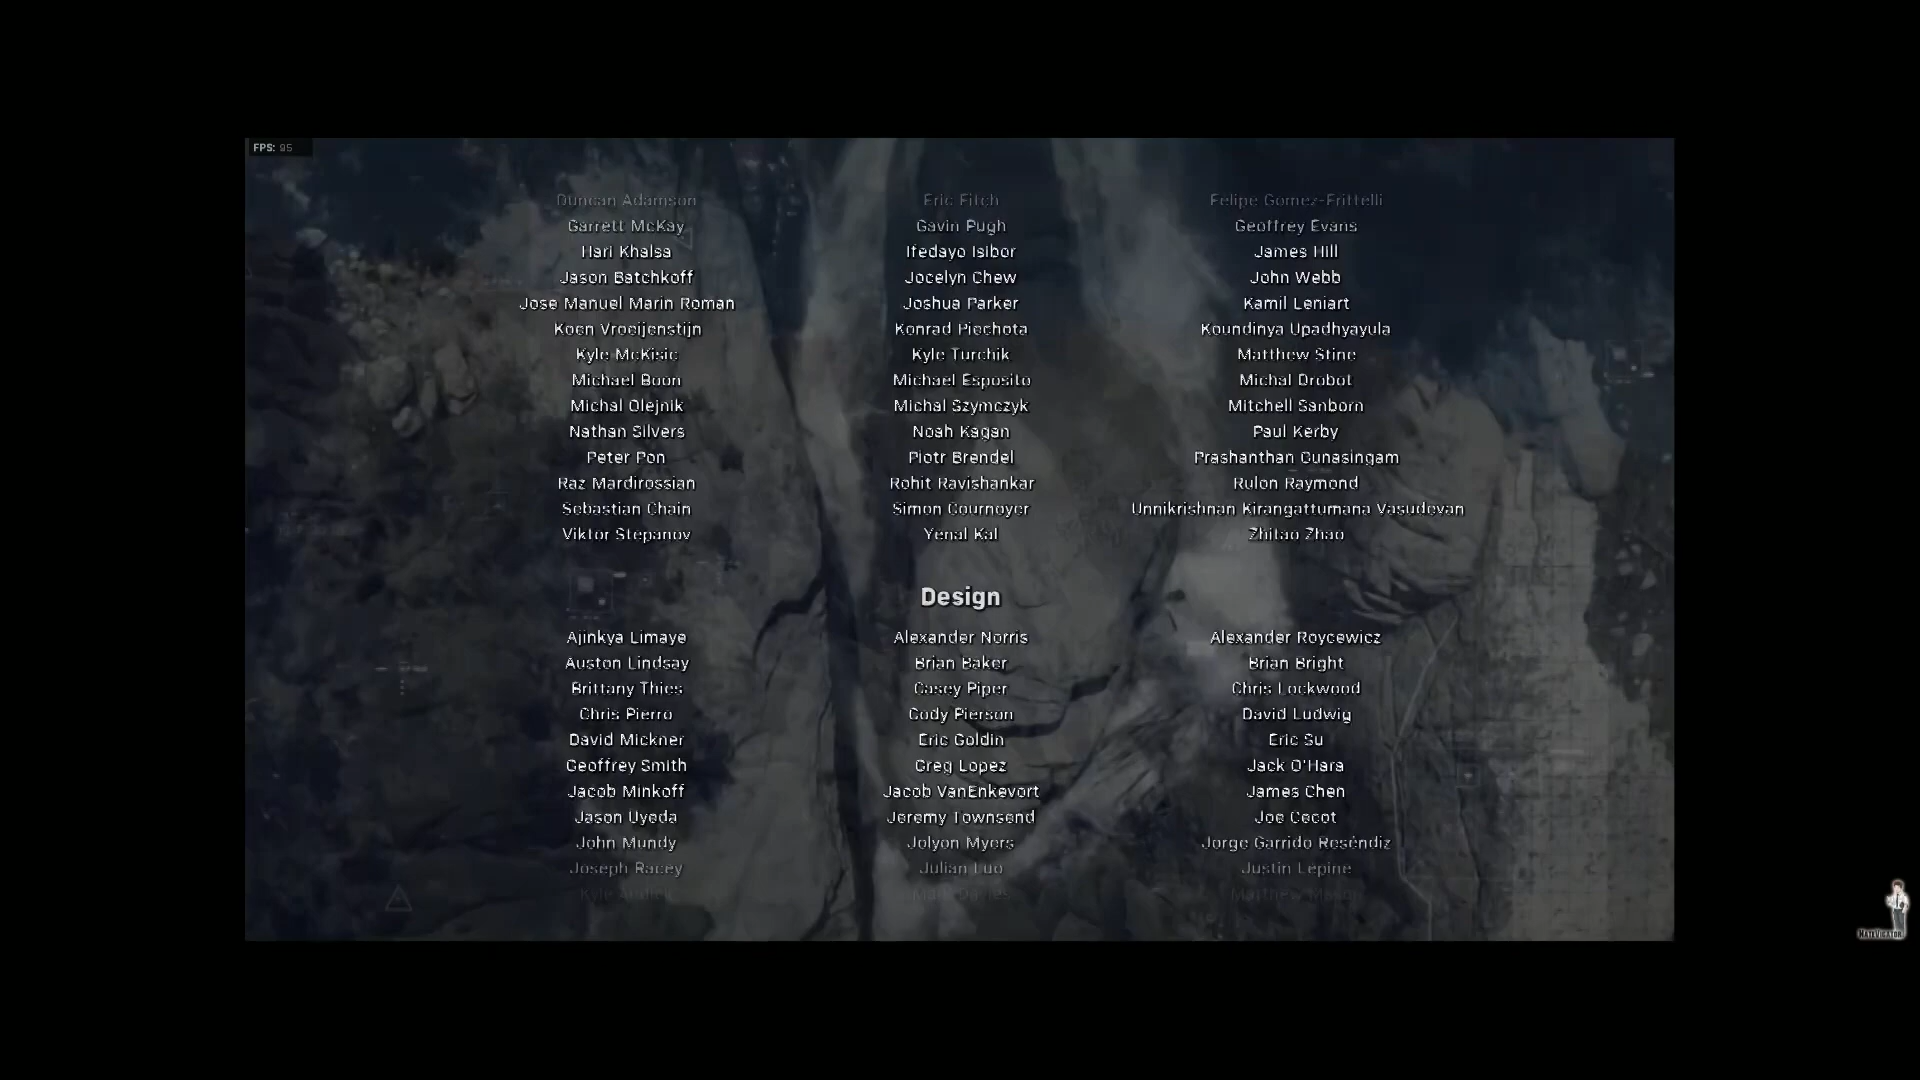 FPS: 95
Duncan Adamson Eric Fitch Felipe Gomez-Frittelli
Garrett McKay Gavin Pugh Geoffrey Evans
Hari Khalsa Ifedayo Isibor James Hill
Jason Batchkoff Jocelyn Chew John Webb
Jose Manuel Marin Roman Joshua Parker Kamil Leniart
Koen Vroeijenstijn Konrad Piechota Koundinya Upadhyayula
Kyle McKisic Kyle Turchik Matthew Stine
Michael Boon Michael Esposito Michal Drobot
Michal Olejnik Michal Szymczyk Mitchell Sanborn
Nathan Silvers Noah Kagan Paul Kerby
Peter Pon Piotr Brendel Prashanthan Gunasingam
Raz Mardirossian Rohit Ravishankar Rulon Raymond
Sebastian Chain Simon Cournoyer Unnikrishnan Kirangattumana Vasudevan
Viktor Stepanov Yenal Kal Zhitao Zhao
Design
Ajinkya Limaye Alexander Norris Alexander Roycewicz
Auston Lindsay Brian Baker Brian Bright
Brittany Thies Casey Piper Chris Lockwood
Chris Pierro Cody Pierson David Ludwig
David Mickner Eric Goldin Eric Su
Geoffrey Smith Greg Lopez Jack O'Hara
Jacob Minkoff Jacob VanEnkevort James Chen
Jason Uyeda Jeremy Townsend Joe Cecot
John Mundy Jolyon Myers Jorge Garrido Reséndiz
Joseph Racey Julian Luo Justin Lepine
Kyle Davies Matthew